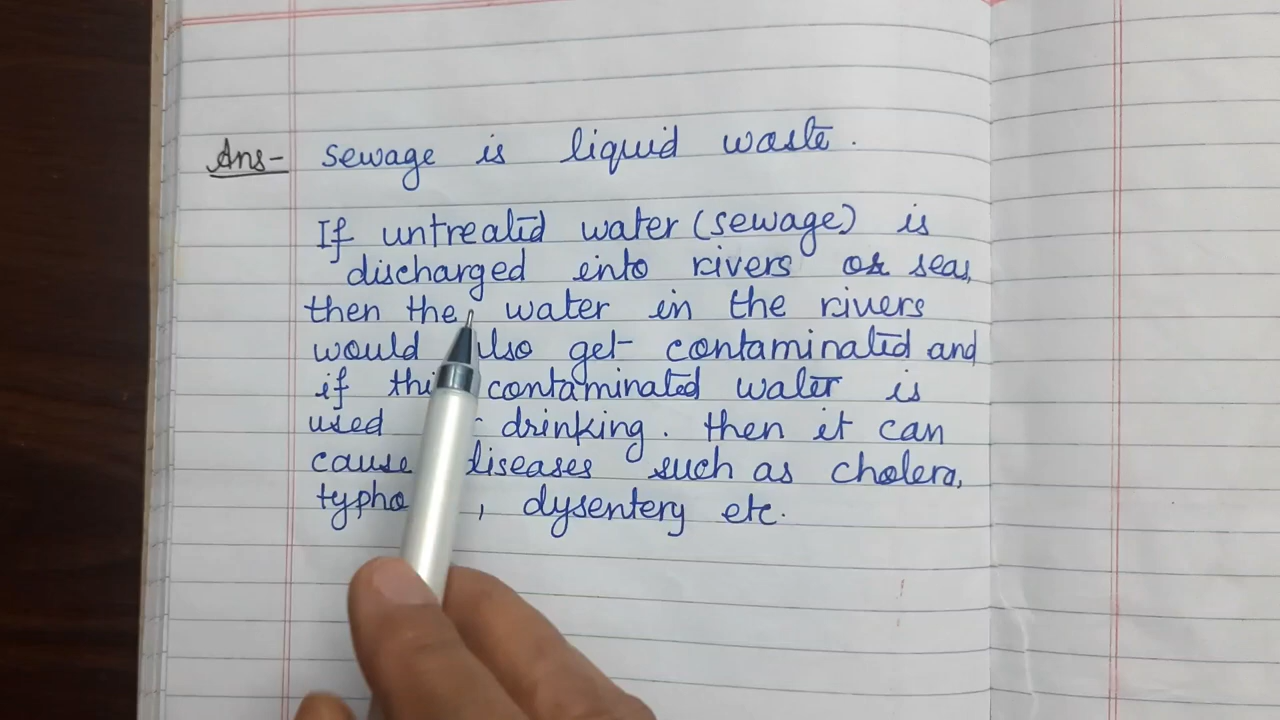 Ans- Sewage is liquid waste.
If untreated water (sewage) is
discharged into rivers or seas,
then the water in the rivers
would also get contaminated and
if this contaminated water is
used drinking. then it can
cause diseases such as cholera,
, dysentery etc.